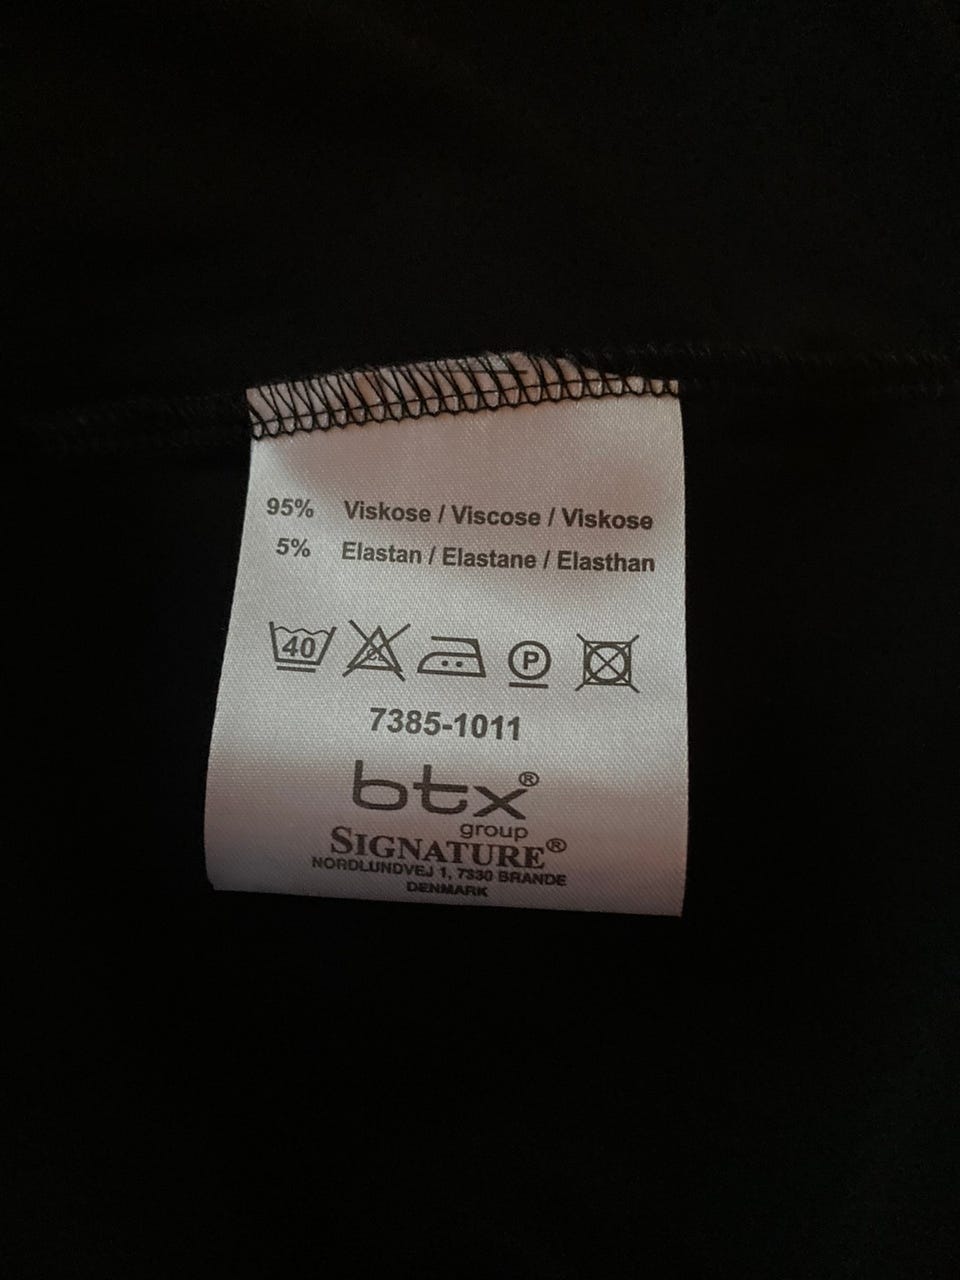 95% Viskose / Viscose / Viskose
5% Elastan / Elastane / Elasthan
40 CL P
7385-1011
btx®
group
SIGNATURE®
NORDLUNDVEJ 1, 7330 BRANDE
DENMARK